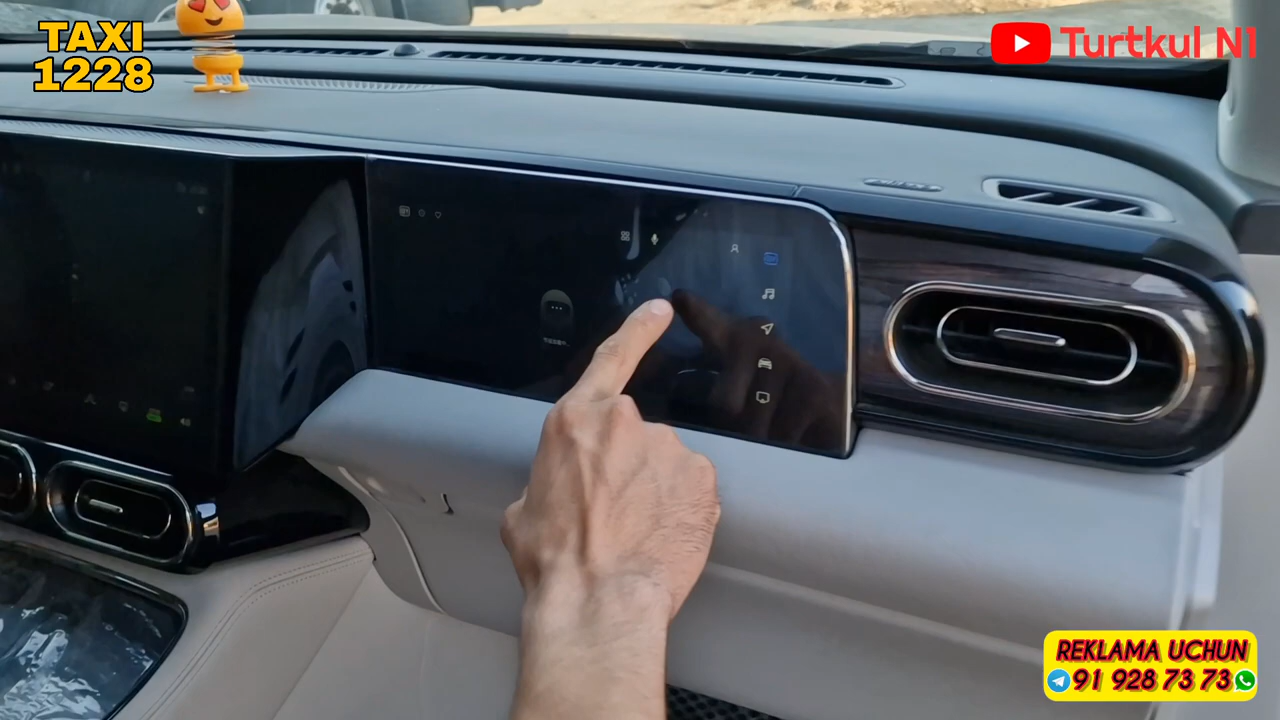 TAXI
1228
Turtkul N1
REKLAMA UCHUN
91 928 73 73